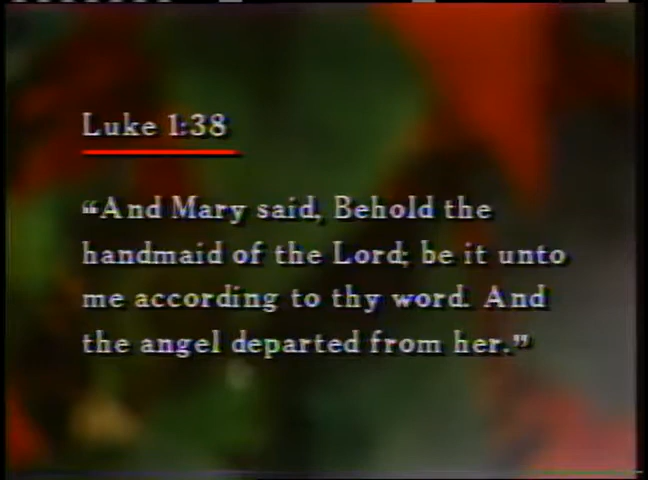 Luke 1:38
“And Mary said, Behold the
handmaid of the Lord; be it unto
me according to thy word. And
the angel departed from her.”